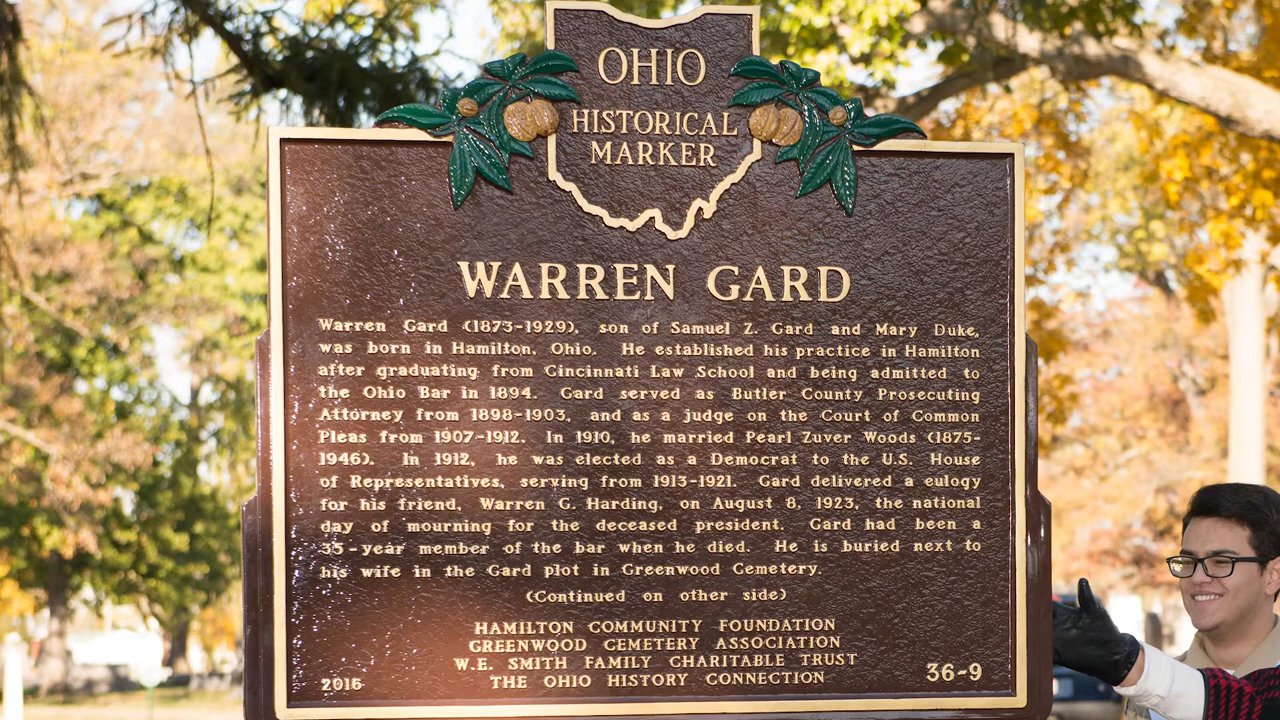 OHIO
HISTORICAL
MARKER
WARREN GARD
Warren Gard (1873-1929), son of Samuel Z. Gard and Mary Duke,
was born in Hamilton, Ohio. He established his practice in Hamilton
after graduating from Cincinnati Law School and being admitted to
the Ohio Bar in 1894. Gard served as Butler County Prosecuting
Attorney from 1898-1903, and as a judge on the Court of Common
Pleas from 1907-1912. In 1910, he married Pearl Zuver Woods (1875-
1946). In 1912, he was elected as a Democrat to the U.S. House
of Representatives, serving from 1913-1921. Gard delivered a eulogy
for his friend, Warren G. Harding, on August 8, 1923, the national
day of mourning for the deceased president. Gard had been a
35-year member of the bar when he died. He is buried next to
his wife in the Gard plot in Greenwood Cemetery.
(Continued on other side)
HAMILTON COMMUNITY FOUNDATION
GREENWOOD CEMETERY ASSOCIATION
W.E. SMITH FAMILY CHARITABLE TRUST
THE OHIO HISTORY CONNECTION
2016
36-9